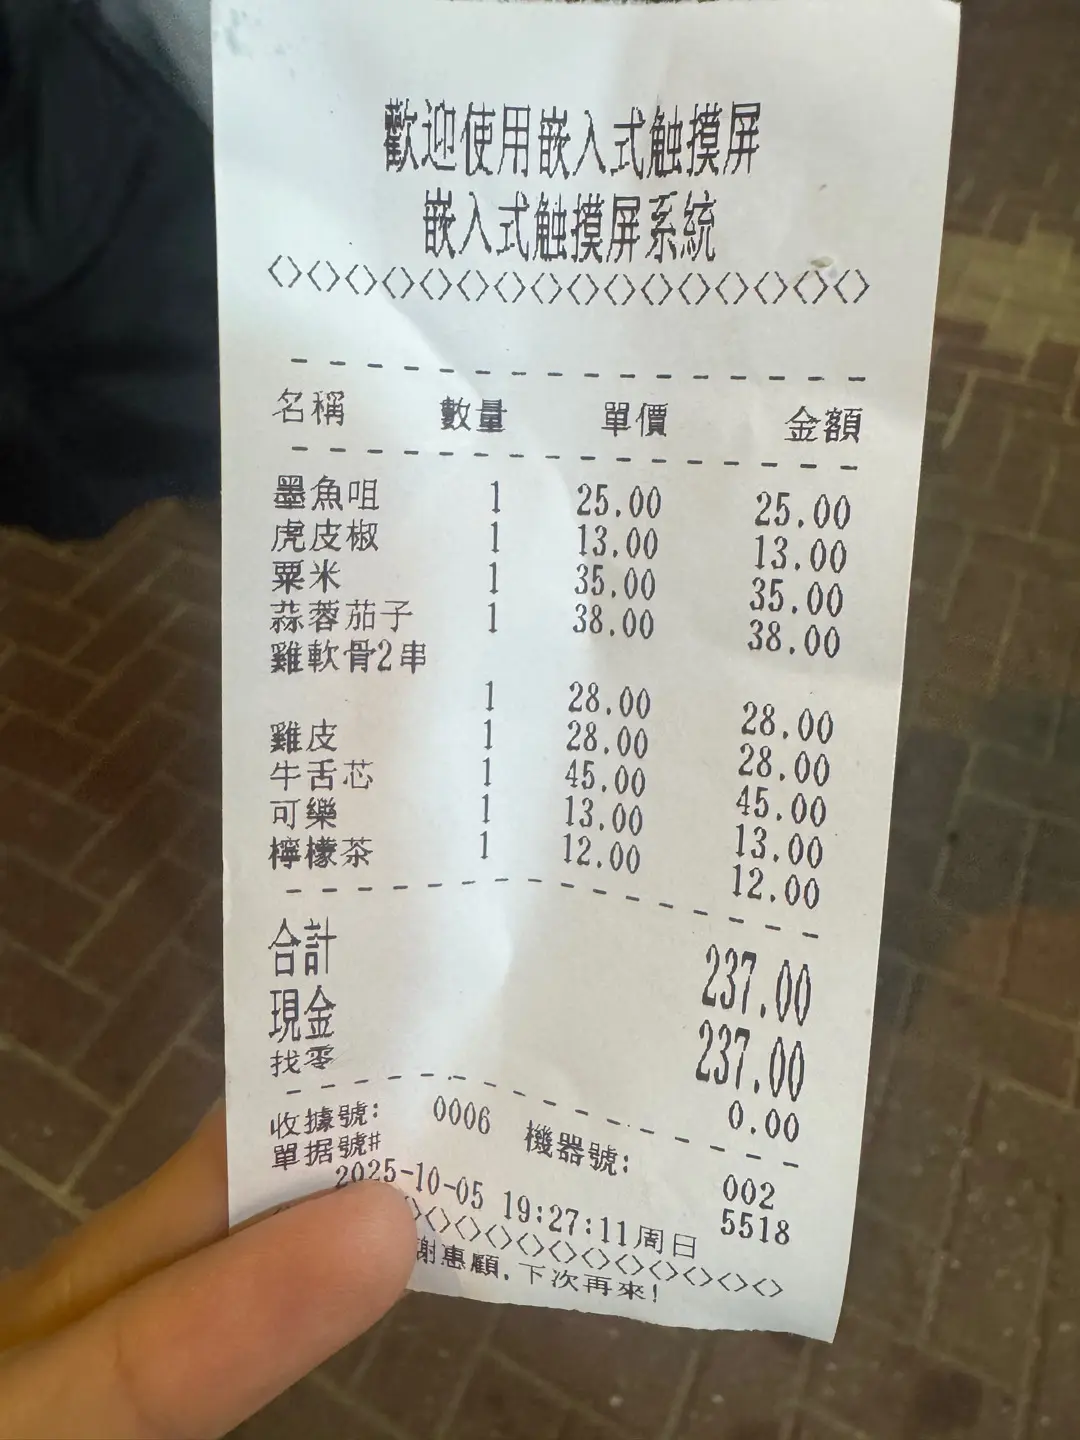 歡迎使用嵌入式触摸屏
嵌入式触摸屏系統
名稱 數量 單價 金額
墨魚咀 1 25.00 25.00
虎皮椒 1 13.00 13.00
粟米 1 35.00 35.00
蒜蓉茄子 1 38.00 38.00
雞軟骨2串
1 28.00 28.00
雞皮 1 28.00 28.00
牛舌芯 1 45.00 45.00
可樂 1 13.00 13.00
檸檬茶 1 12.00 12.00
合計 237.00
現金 237.00
找零 0.00
收據號: 0006 機器號: 002
單据號# 5518
2025-10-05 19:27:11周日
謝惠顧,下次再來!